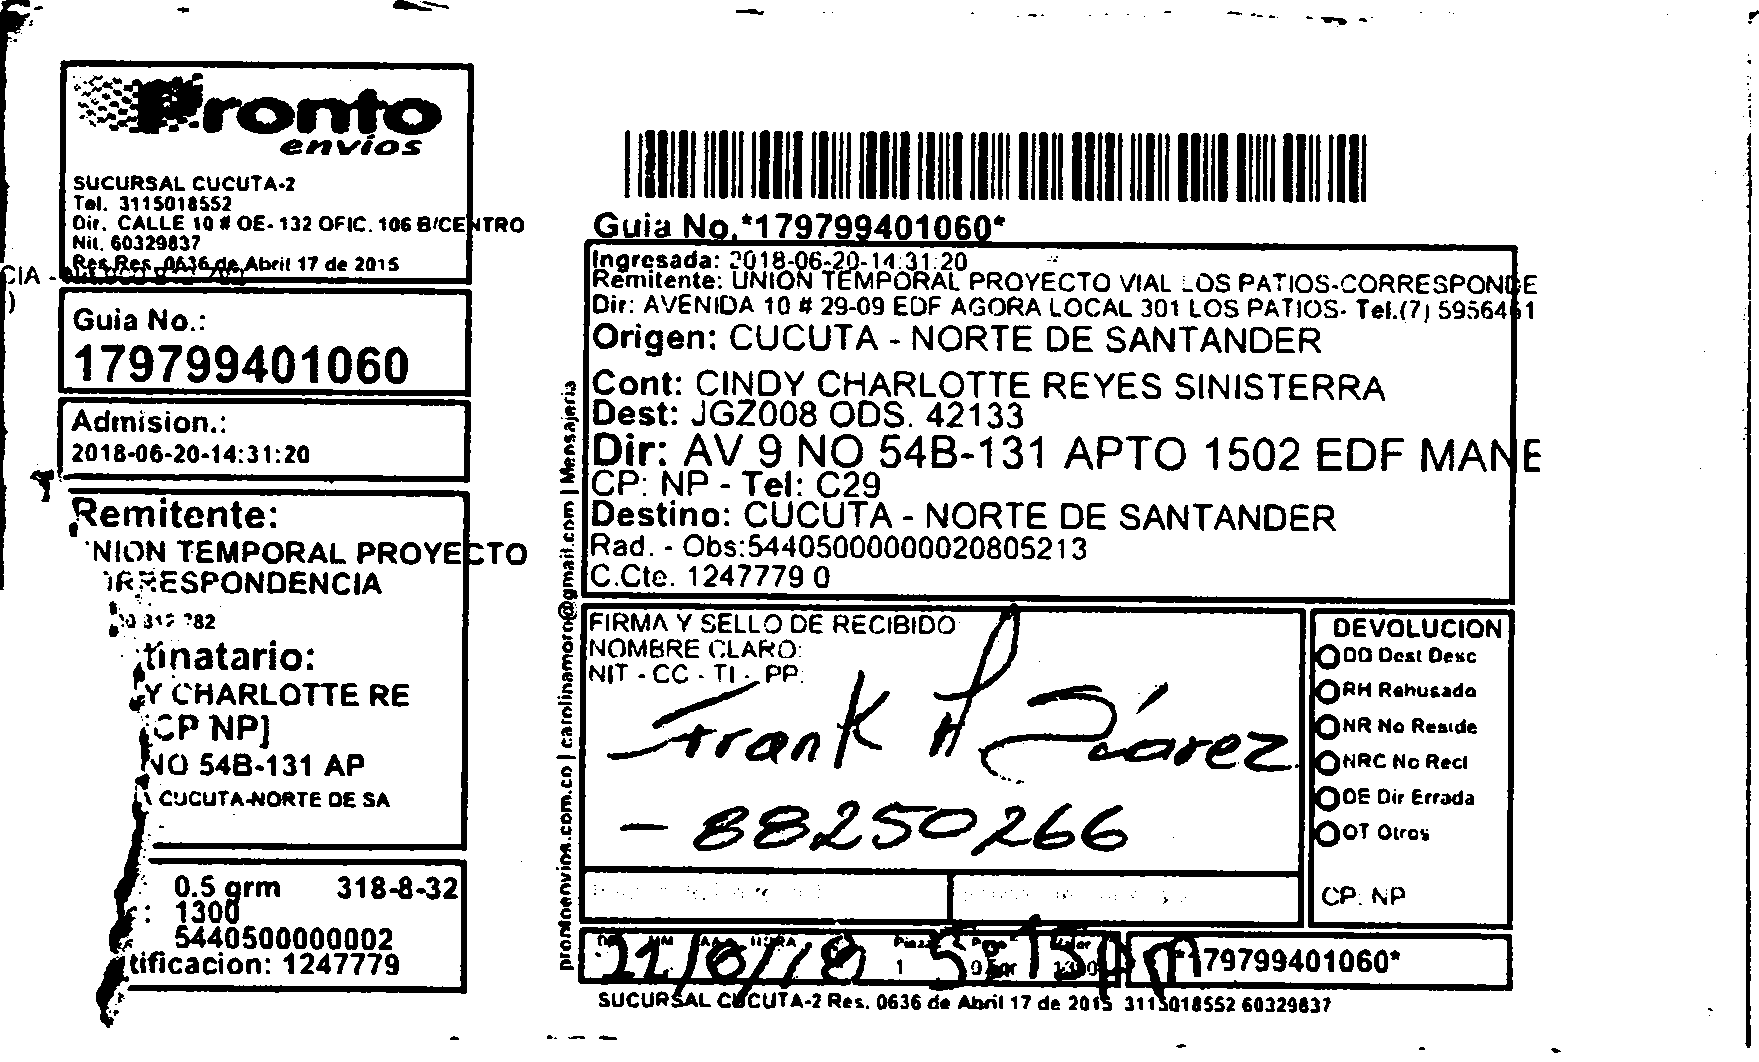 Pronto
envios
SUCURSAL CUCUTA-2
Tel. 3115018552
Dir. CALLE 10 # OE- 132 OFIC. 106 B/CENTRO
Nit. 60329837
Res.Res. 0636 de Abril 17 de 2015
CIA -
)
Guia No.:
179799401060
Admision.:
2018-06-20-14:31:20
Remitente:
NION TEMPORAL PROYECTO
ORRESPONDENCIA
tinatario:
Y CHARLOTTE RE
[CP NP]
NO 54B-131 AP
CUCUTA-NORTE DE SA
0.5 grm 318-8-32
: 1300
5440500000002
tificacion: 1247779
Guia No.*179799401060*
Ingresada: 2018-06-20-14:31:20
Remitente: UNION TEMPORAL PROYECTO VIAL LOS PATIOS-CORRESPONDE
Dir: AVENIDA 10 # 29-09 EDF AGORA LOCAL 301 LOS PATIOS- Tel.(7) 5956461
Origen: CUCUTA - NORTE DE SANTANDER
Cont: CINDY CHARLOTTE REYES SINISTERRA
Dest: JGZ008 ODS. 42133
Dir: AV 9 NO 54B-131 APTO 1502 EDF MANE
CP: NP - Tel: C29
Destino: CUCUTA - NORTE DE SANTANDER
Rad. - Obs:54405000000020805213
C.Cte. 1247779 0
prontoenvios.com.co | carolinamoro@gmail.com | Mensajeria
FIRMA Y SELLO DE RECIBIDO
NOMBRE CLARO:
NIT - CC - TI - PP:
Frank A Suárez
- 88250266
DEVOLUCION
DD Dest Desc
RH Rehusado
NR No Reside
NRC No Recl
DE Dir Errada
OT Otros
CP: NP
21/6/18 5:15pm
1
*179799401060*
SUCURSAL CUCUTA-2 Res. 0636 de Abril 17 de 2015 3115018552 60329837